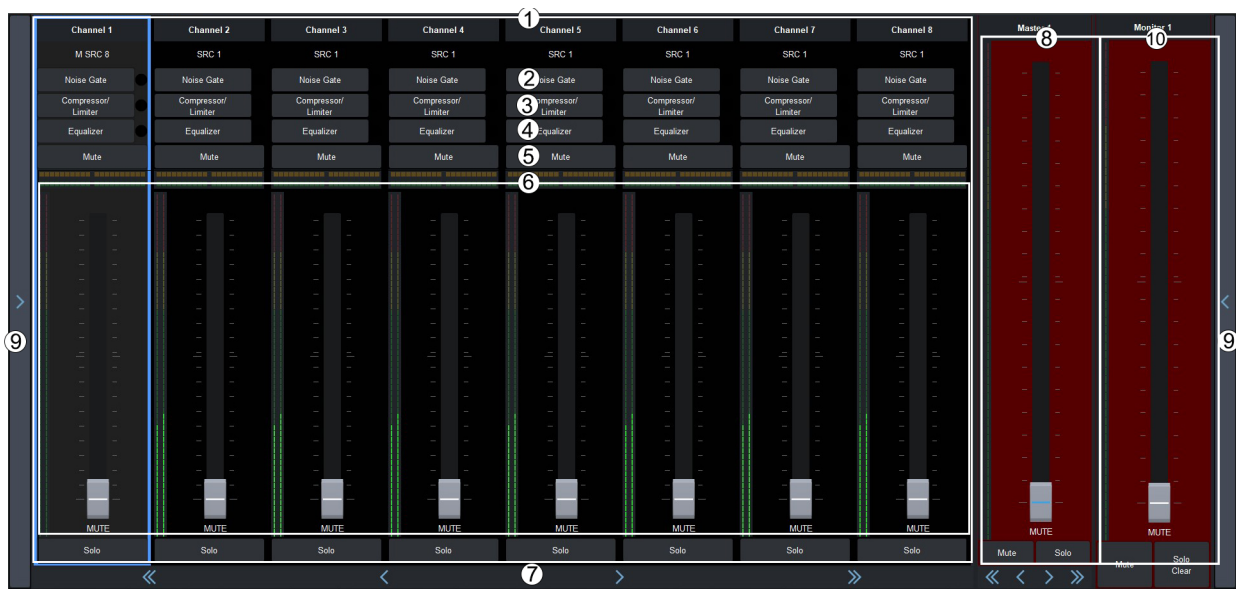 1
Channel 1 Channel 2 Channel 3 Channel 4 Channel 5 Channel 6 Channel 7 Channel 8 Master 1 Monitor 1
8 10
M SRC 8 SRC 1 SRC 1 SRC 1 SRC 1 SRC 1 SRC 1 SRC 1
Noise Gate Noise Gate Noise Gate Noise Gate 2 Noise Gate Noise Gate Noise Gate Noise Gate
Compressor/ Compressor/ Compressor/ Compressor/ 3 Compressor/ Compressor/ Compressor/ Compressor/
Limiter Limiter Limiter Limiter Limiter Limiter Limiter Limiter
Equalizer Equalizer Equalizer Equalizer 4 Equalizer Equalizer Equalizer Equalizer
Mute Mute Mute Mute 5 Mute Mute Mute Mute
6
9 9
MUTE MUTE MUTE MUTE MUTE MUTE MUTE MUTE MUTE MUTE
Solo Solo Solo Solo Solo Solo Solo Solo Mute Solo Mute Solo
Clear
7